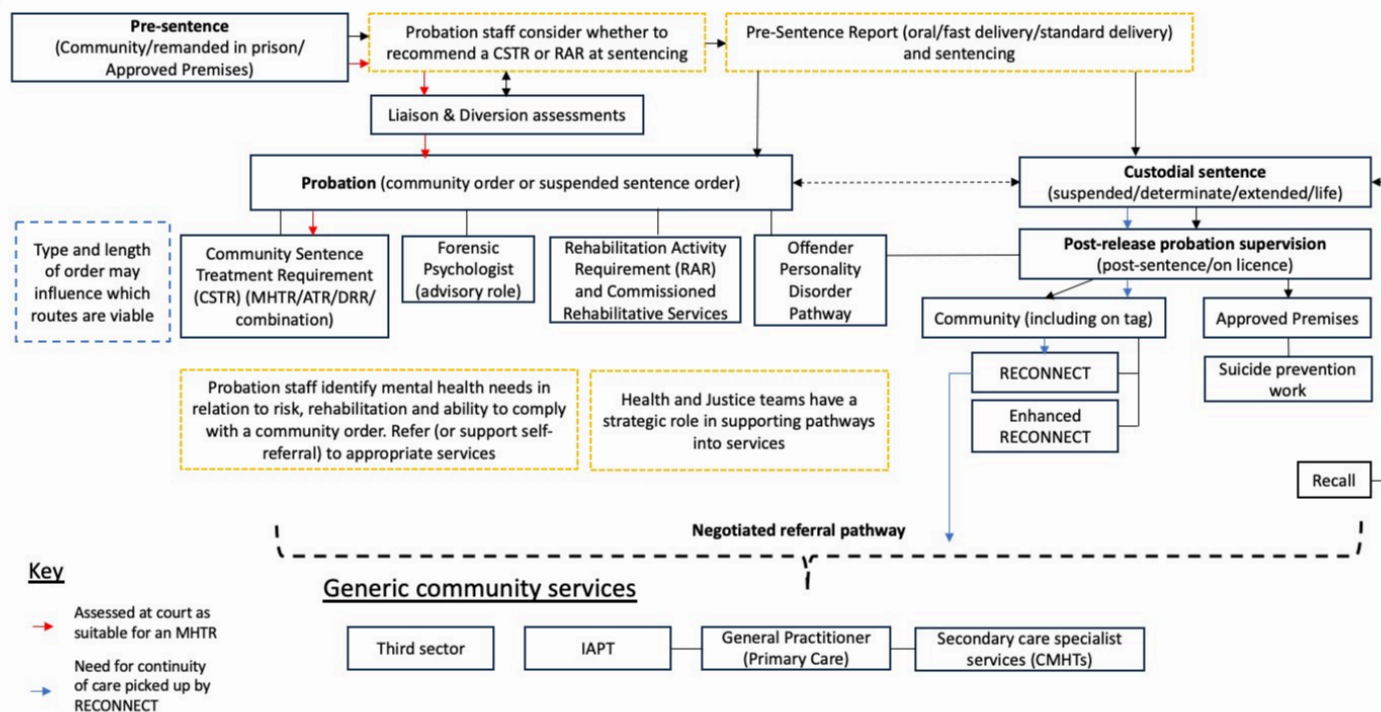 Pre-sentence
(Community/remanded in prison/
Approved Premises)
Probation staff consider whether to
recommend a CSTR or RAR at sentencing
Pre-Sentence Report (oral/fast delivery/standard delivery)
and sentencing
Liaison & Diversion assessments
Probation (community order or suspended sentence order)
Custodial sentence
(suspended/determinate/extended/life)
Type and length
of order may
influence which
routes are viable
Community Sentence
Treatment Requirement
(CSTR) (MHTR/ATR/DRR/
combination)
Forensic
Psychologist
(advisory role)
Rehabilitation Activity
Requirement (RAR)
and Commissioned
Rehabilitative Services
Offender
Personality
Disorder
Pathway
Post-release probation supervision
(post-sentence/on licence)
Community (including on tag)
Approved Premises
RECONNECT
Suicide prevention
work
Enhanced
RECONNECT
Probation staff identify mental health needs in
relation to risk, rehabilitation and ability to comply
with a community order. Refer (or support self-
referral) to appropriate services
Health and Justice teams have a
strategic role in supporting pathways
into services
Recall
Negotiated referral pathway
Key
Assessed at court as
suitable for an MHTR
Need for continuity
of care picked up by
RECONNECT
Generic community services
Third sector
IAPT
General Practitioner
(Primary Care)
Secondary care specialist
services (CMHTs)